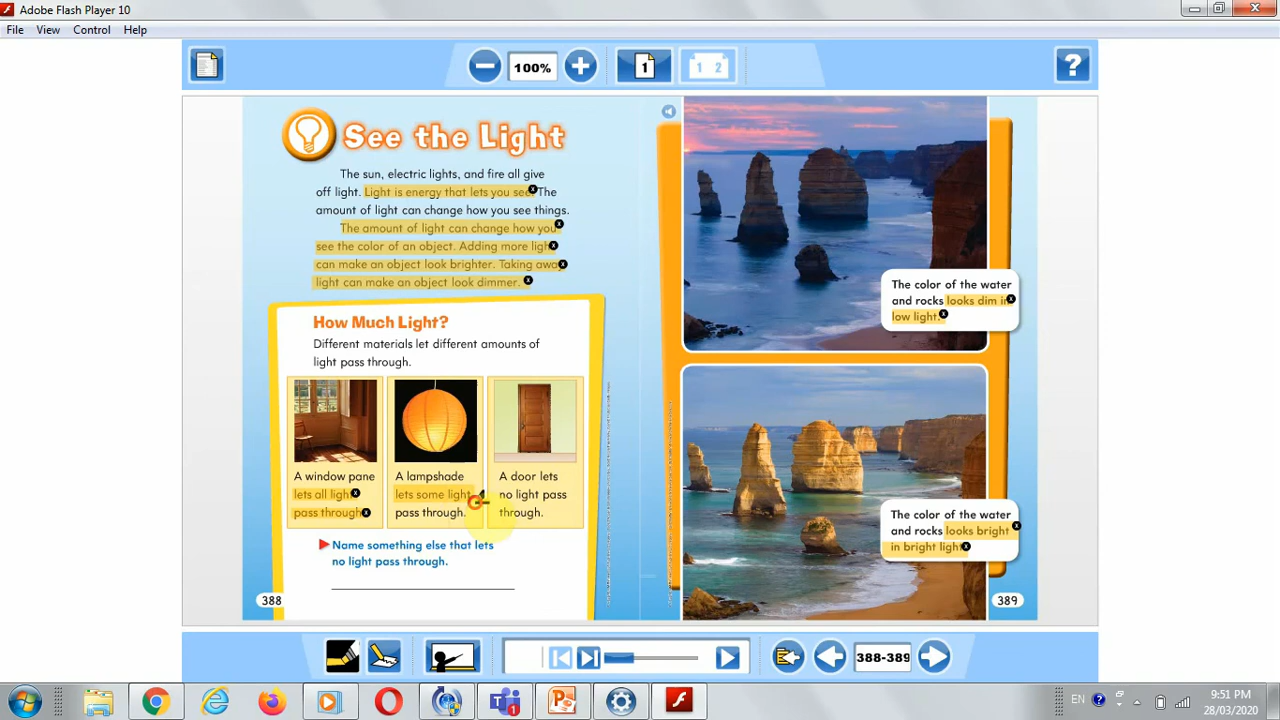 Adobe Flash Player 10
File View Control Help
100%
1
1 2
?
See the Light
The sun, electric lights, and fire all give
off light. Light is energy that lets you see. The
amount of light can change how you see things.
The amount of light can change how you
see the color of an object. Adding more light
can make an object look brighter. Taking away
light can make an object look dimmer.
How Much Light?
Different materials let different amounts of
light pass through.
A window pane
lets all light
pass through.
A lampshade
lets some light
pass through.
A door lets
no light pass
through.
Name something else that lets
no light pass through.
388
The color of the water
and rocks looks dim in
low light.
The color of the water
and rocks looks bright
in bright light.
389
388-389
EN
9:51 PM
28/03/2020